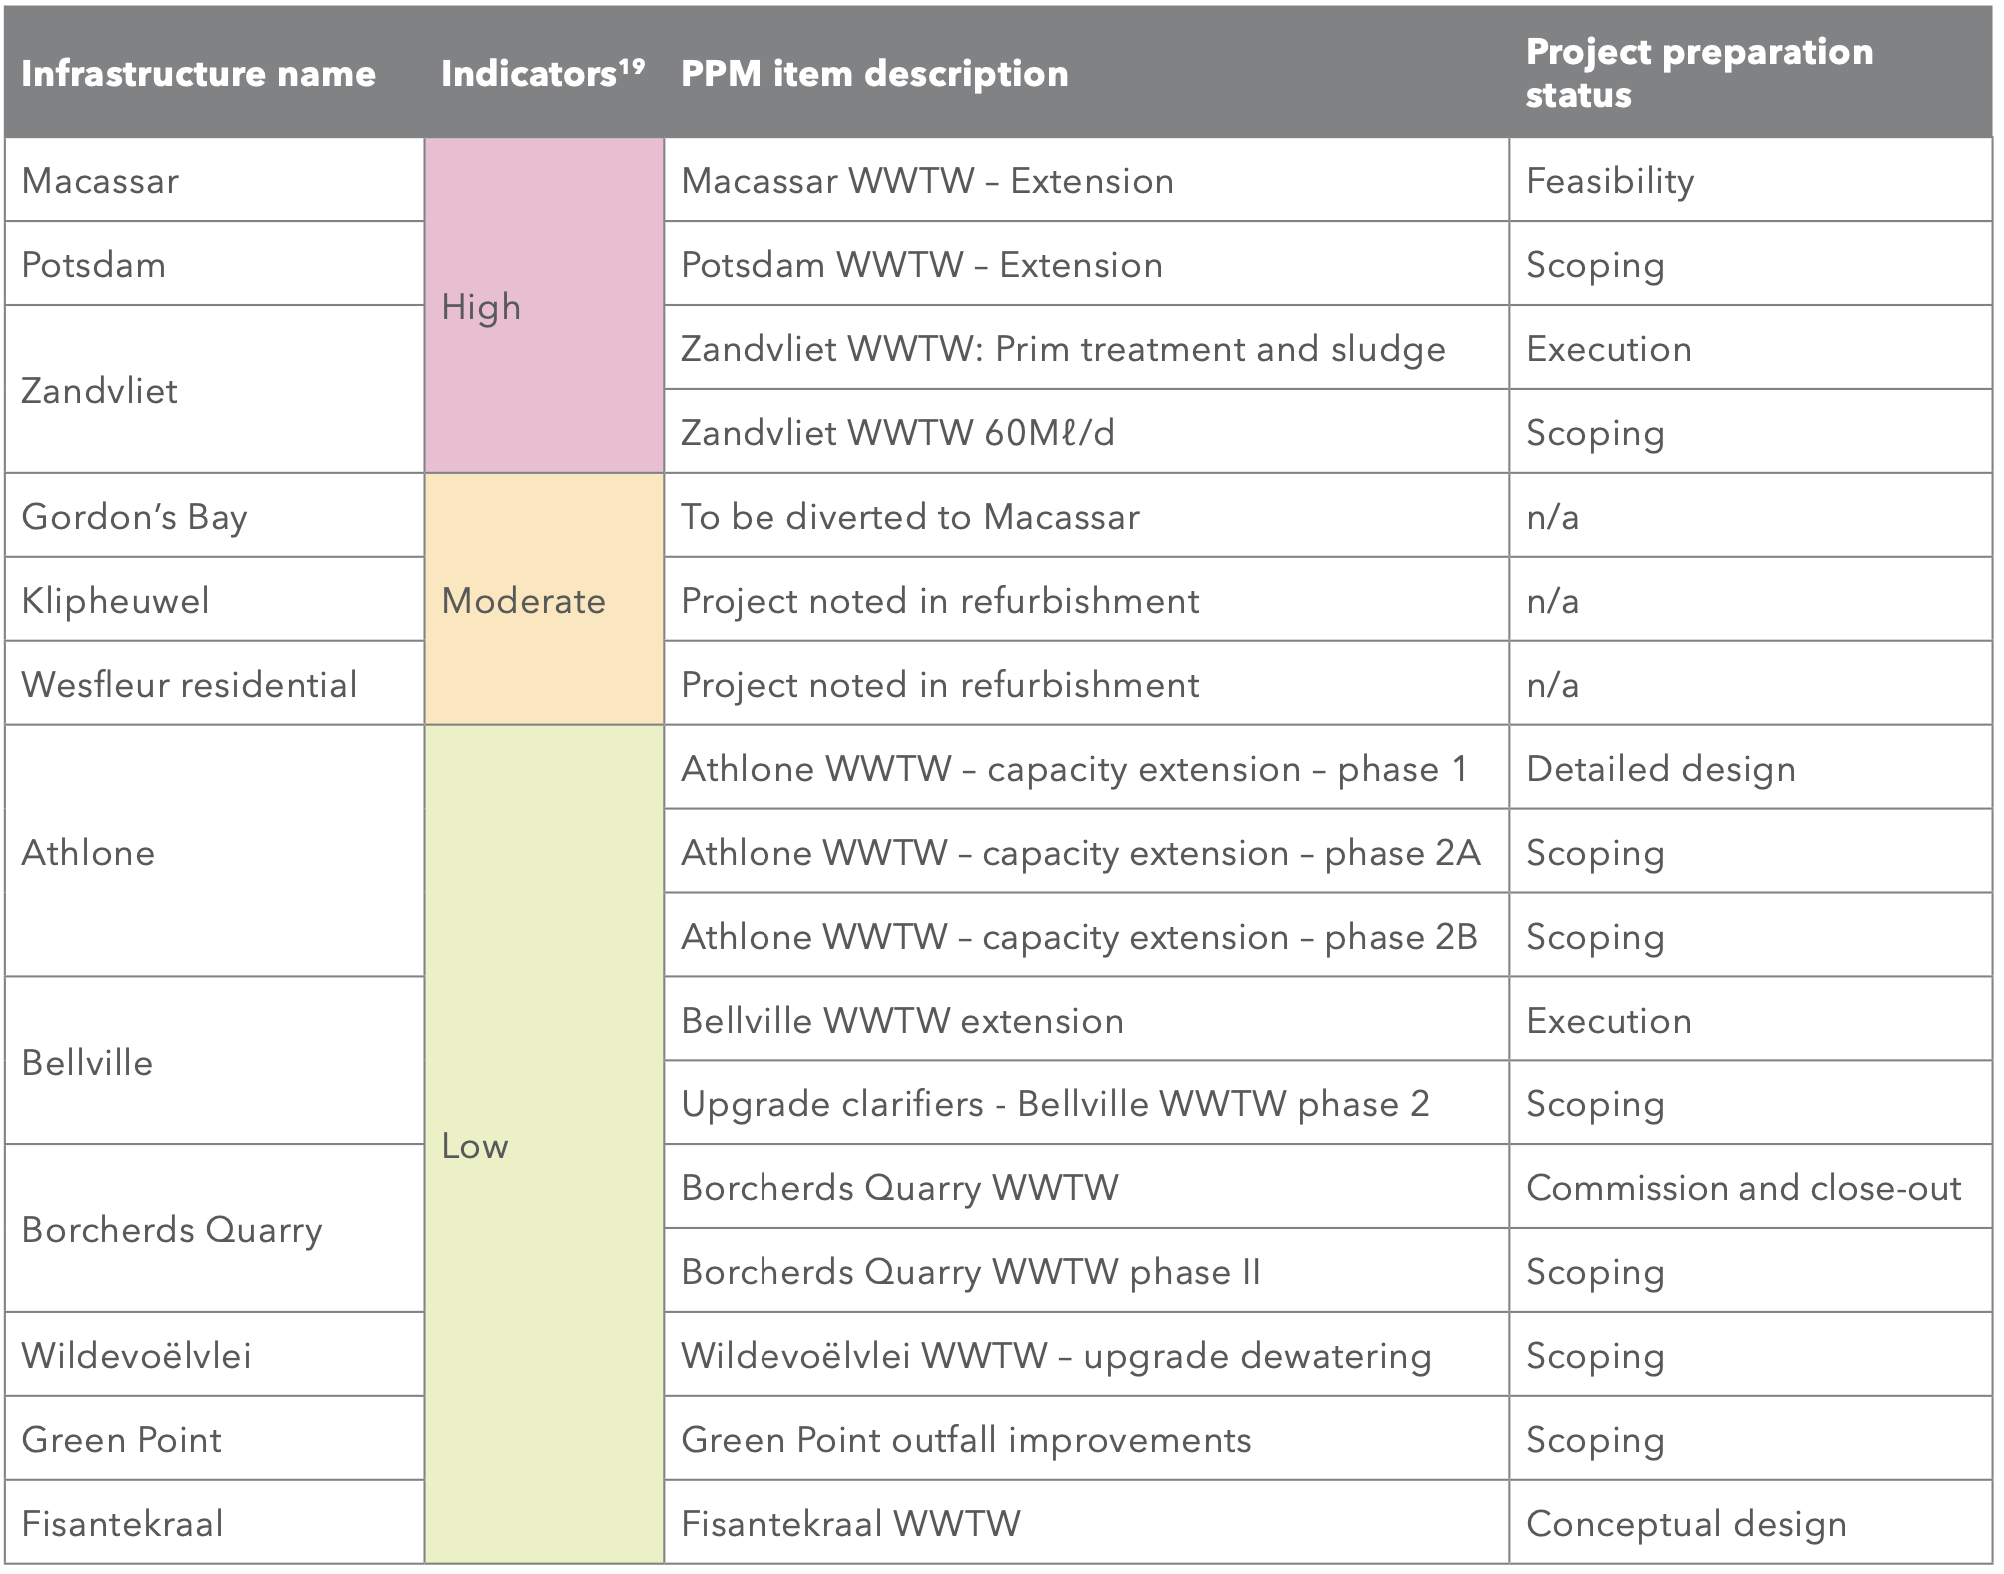 Infrastructure name Indicators¹⁹ PPM item description Project preparation status
Macassar High Macassar WWTW – Extension Feasibility
Potsdam Potsdam WWTW – Extension Scoping
Zandvliet Zandvliet WWTW: Prim treatment and sludge Execution
Zandvliet WWTW 60Mℓ/d Scoping
Gordon’s Bay Moderate To be diverted to Macassar n/a
Klipheuwel Project noted in refurbishment n/a
Wesfleur residential Project noted in refurbishment n/a
Athlone Low Athlone WWTW – capacity extension – phase 1 Detailed design
Athlone WWTW – capacity extension – phase 2A Scoping
Athlone WWTW – capacity extension – phase 2B Scoping
Bellville Bellville WWTW extension Execution
Upgrade clarifiers - Bellville WWTW phase 2 Scoping
Borcherds Quarry Borcherds Quarry WWTW Commission and close-out
Borcherds Quarry WWTW phase II Scoping
Wildevoëlvlei Wildevoëlvlei WWTW – upgrade dewatering Scoping
Green Point Green Point outfall improvements Scoping
Fisantekraal Fisantekraal WWTW Conceptual design